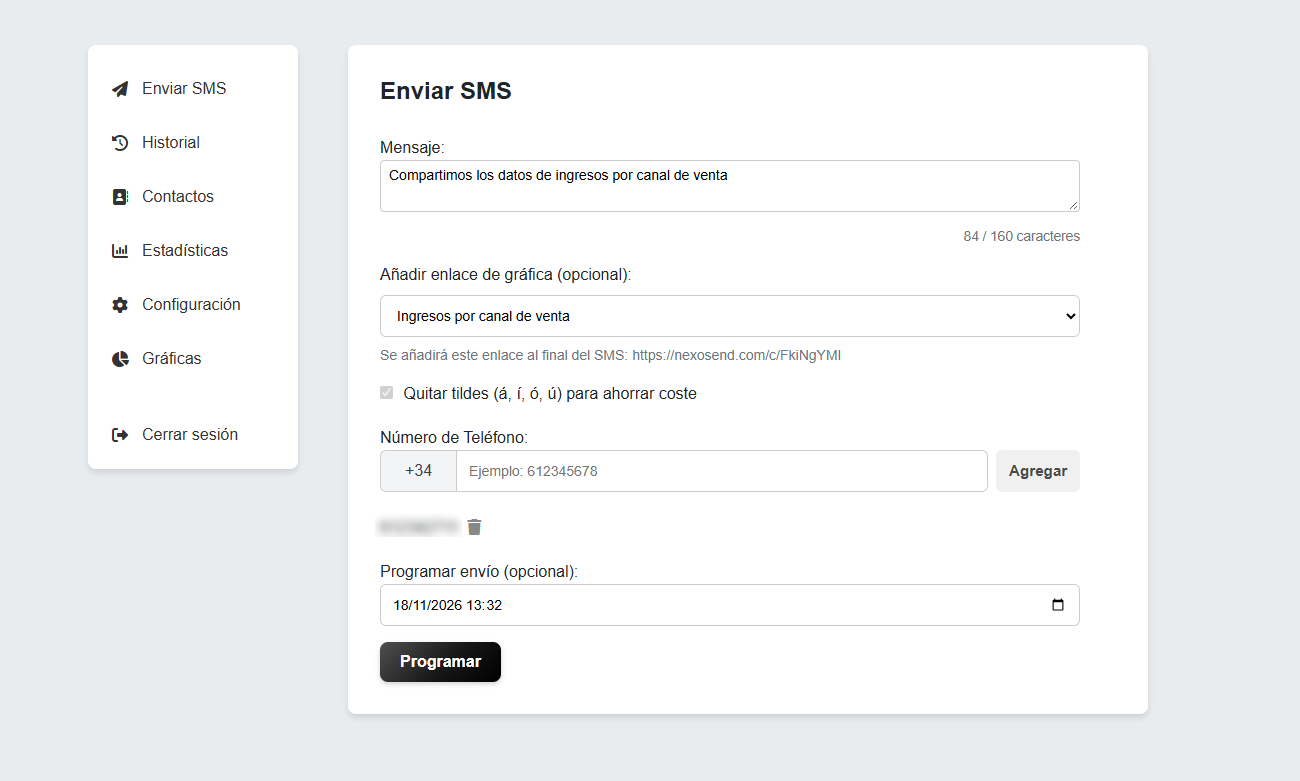 Enviar SMS
Historial
Contactos
Estadísticas
Configuración
Gráficas
Cerrar sesión
Enviar SMS
Mensaje:
Compartimos los datos de ingresos por canal de venta
84 / 160 caracteres
Añadir enlace de gráfica (opcional):
Ingresos por canal de venta
Se añadirá este enlace al final del SMS: https://nexosend.com/c/FkiNgYMI
Quitar tildes (á, í, ó, ú) para ahorrar coste
Número de Teléfono:
+34
Ejemplo: 612345678
Agregar
Programar envío (opcional):
18/11/2026 13:32
Programar